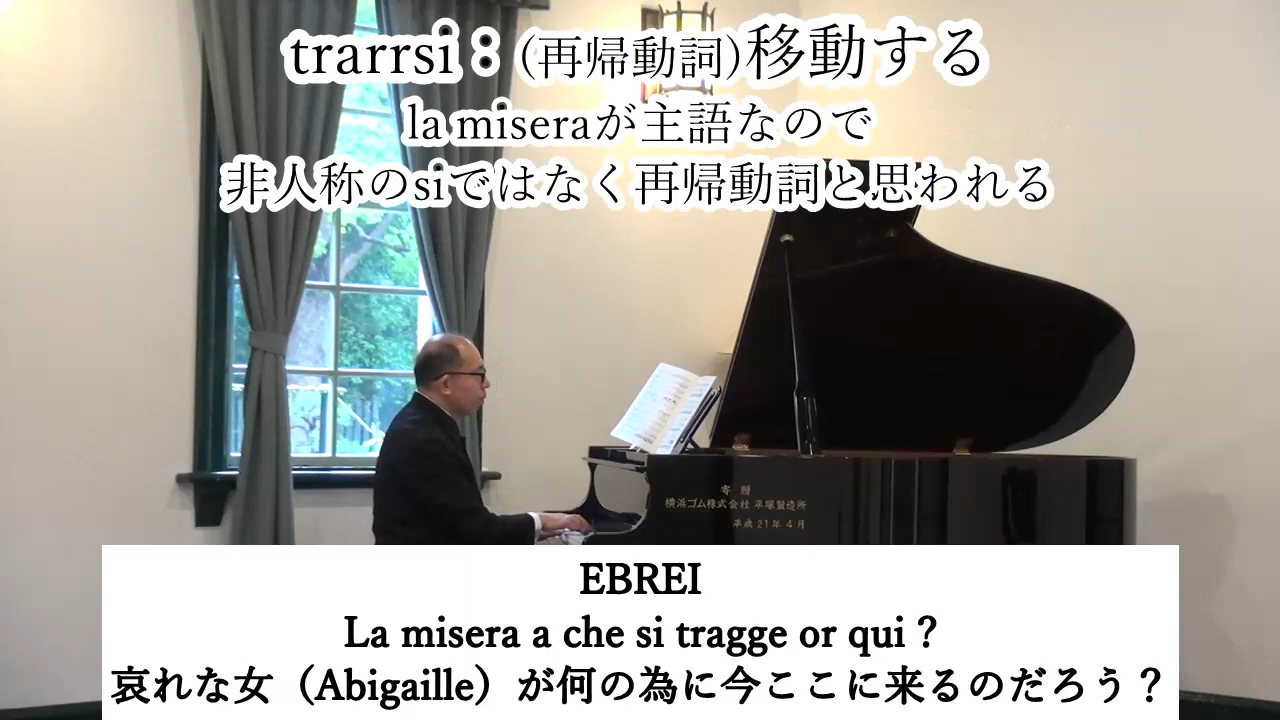 trarrsi：(再帰動詞)移動する
la miseraが主語なので
非人称のsiではなく再帰動詞と思われる
寄 贈
横浜ゴム株式会社 平塚製造所
平成21年4月
EBREI
La misera a che si tragge or qui ?
哀れな女（Abigaille）が何の為に今ここに来るのだろう？